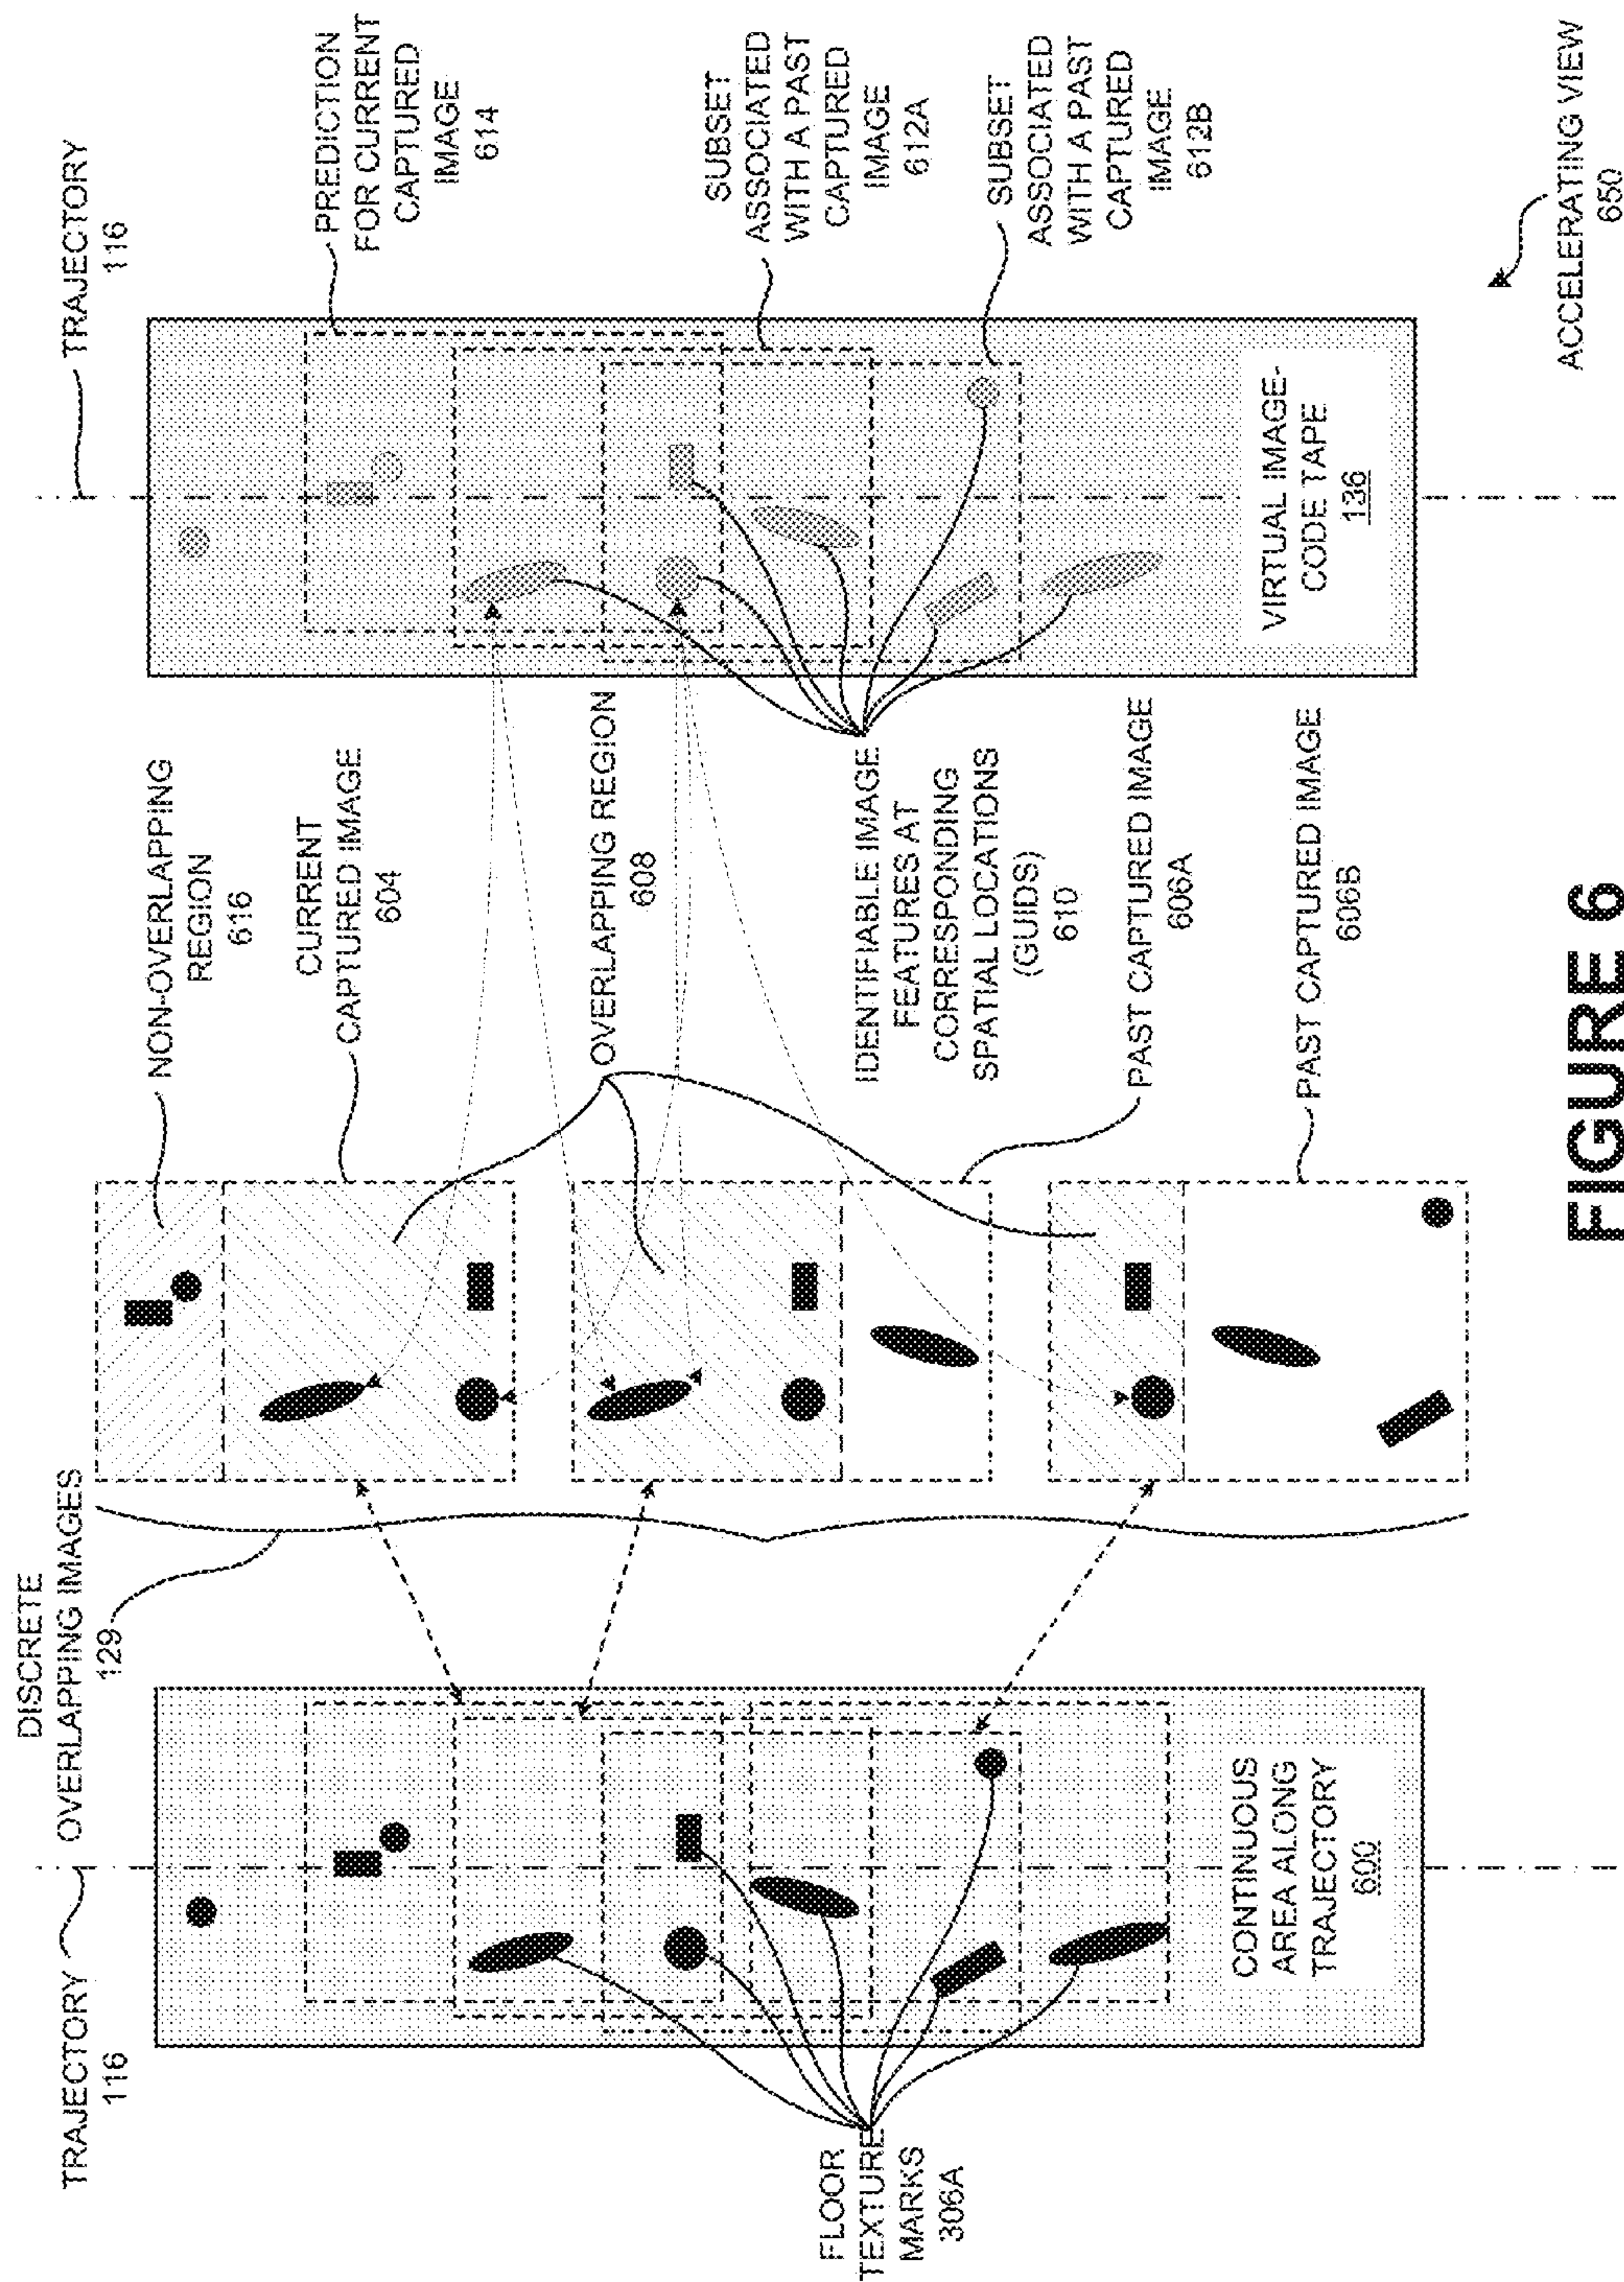 TRAJECTORY
116
DISCRETE
OVERLAPPING IMAGES
129
NON-OVERLAPPING
REGION
616
CURRENT
CAPTURED IMAGE
604
OVERLAPPING REGION
608
IDENTIFIABLE IMAGE
FEATURES AT
CORRESPONDING
SPATIAL LOCATIONS
(GUIDS)
610
PAST CAPTURED IMAGE
606A
PAST CAPTURED IMAGE
606B
TRAJECTORY
116
PREDICTION
FOR CURRENT
CAPTURED
IMAGE
614
SUBSET
ASSOCIATED
WITH A PAST
CAPTURED
IMAGE
612A
SUBSET
ASSOCIATED
WITH A PAST
CAPTURED
IMAGE
612B
FLOOR
TEXTURE
MARKS
306A
CONTINUOUS
AREA ALONG
TRAJECTORY
600
VIRTUAL IMAGE-
CODE TAPE
136
ACCELERATING VIEW
650
FIGURE 6